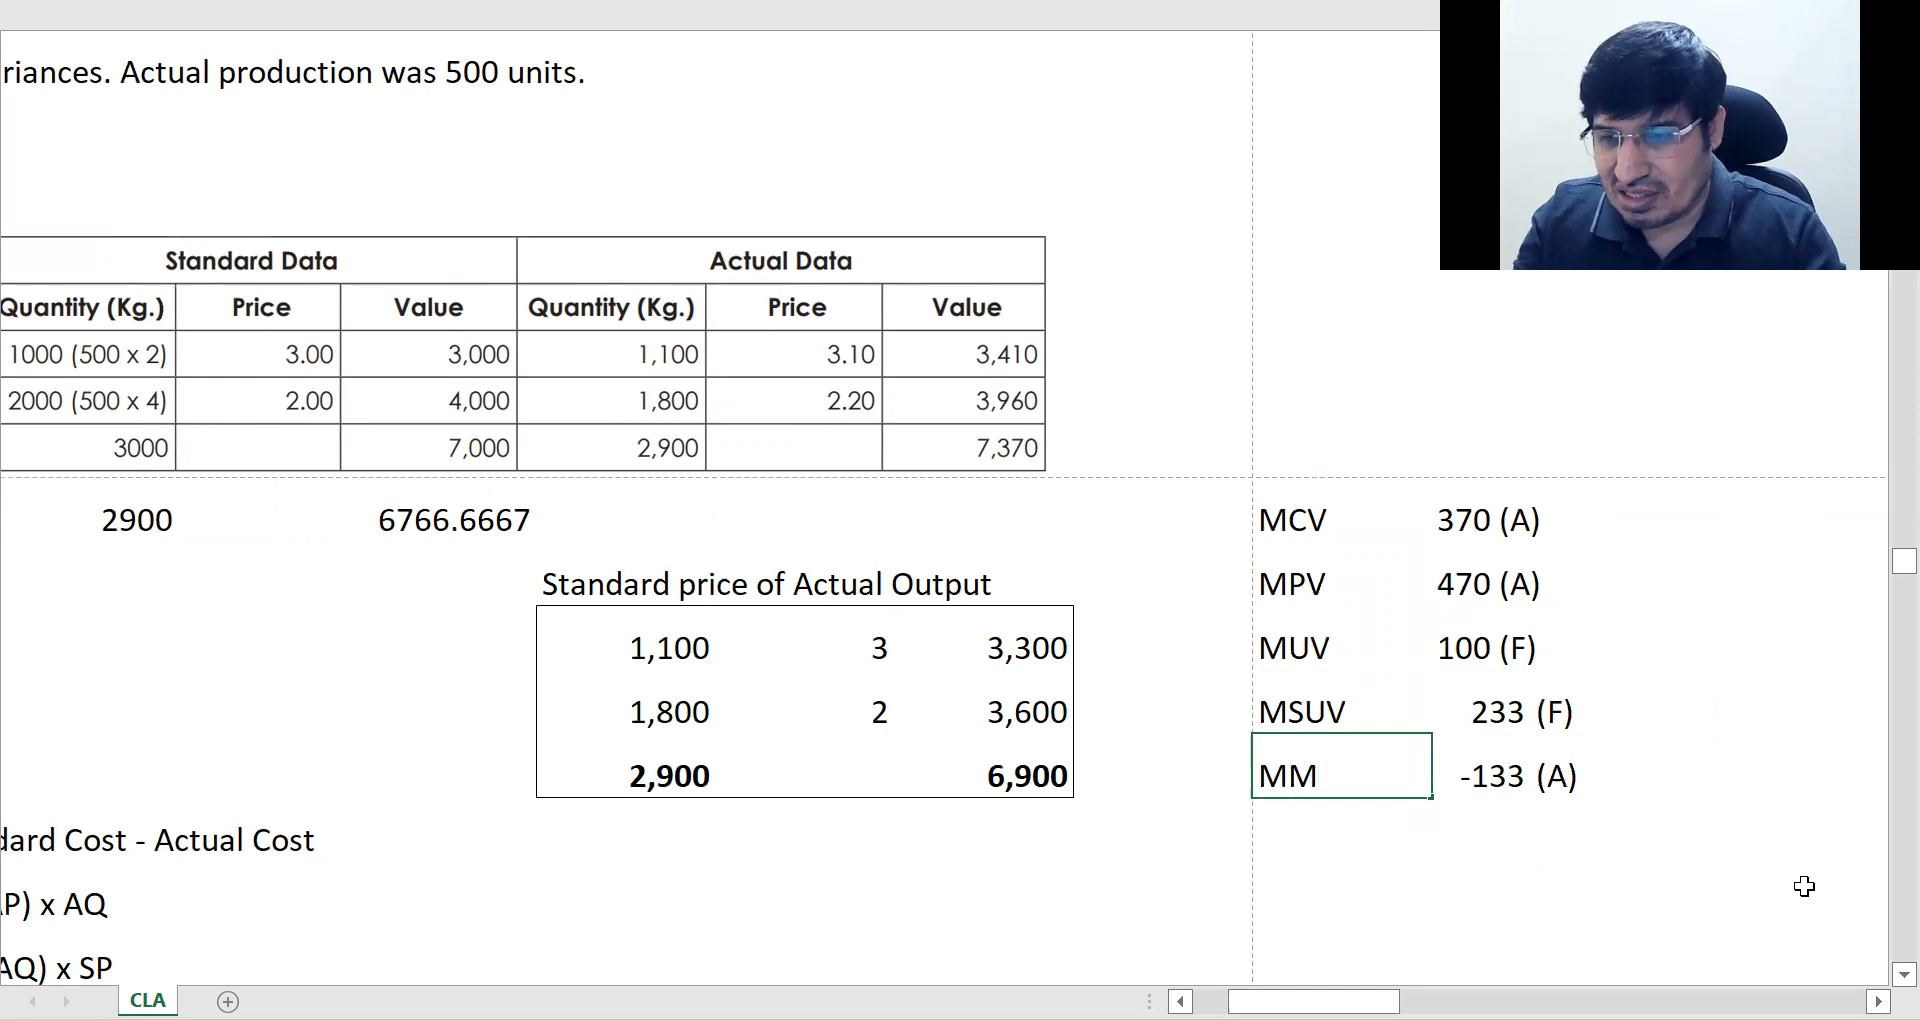 riances. Actual production was 500 units.
Standard Data Actual Data
Quantity (Kg.) Price Value Quantity (Kg.) Price Value
1000 (500 x 2) 3.00 3,000 1,100 3.10 3,410
2000 (500 x 4) 2.00 4,000 1,800 2.20 3,960
3000 7,000 2,900 7,370
2900 6766.6667 MCV 370 (A)
Standard price of Actual Output MPV 470 (A)
1,100 3 3,300 MUV 100 (F)
1,800 2 3,600 MSUV 233 (F)
2,900 6,900 MM -133 (A)
dard Cost - Actual Cost
P) x AQ
AQ) x SP
CLA